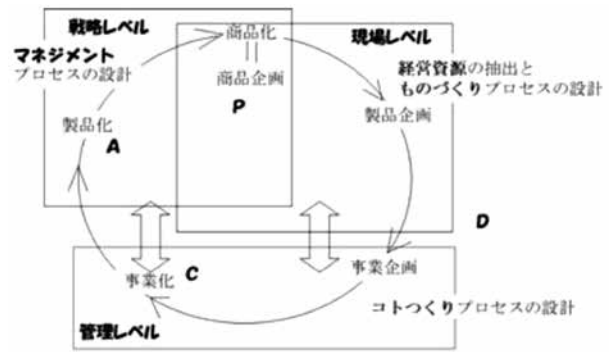 戦略レベル
商品化
現場レベル
マネジメント
プロセスの設計
商品企画
経営資源の抽出と
ものづくりプロセスの設計
P
製品企画
製品化
A
D
事業化
C
事業企画
コトつくりプロセスの設計
管理レベル